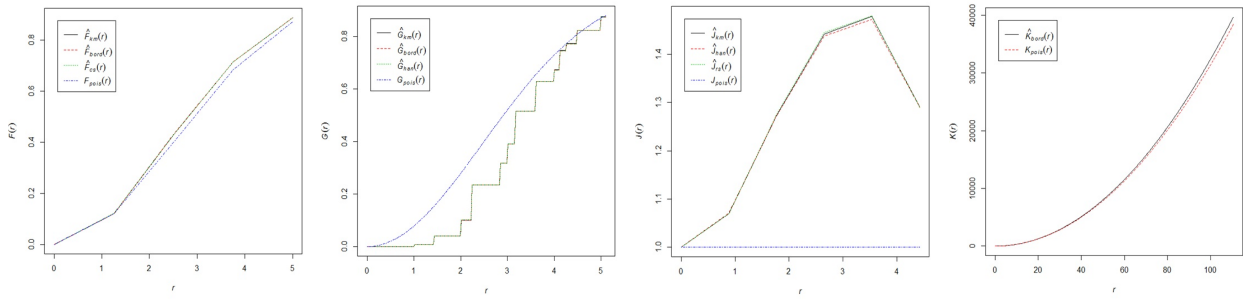 F̂km(r)
F̂bord(r)
F̂cs(r)
Fpois(r)
F(r)
0.0 0.2 0.4 0.6 0.8
0 1 2 3 4 5
r
Ĝkm(r)
Ĝbord(r)
Ĝhan(r)
Gpois(r)
G(r)
0.0 0.2 0.4 0.6 0.8
0 1 2 3 4 5
r
Ĵkm(r)
Ĵhan(r)
Ĵrs(r)
Jpois(r)
J(r)
1.0 1.1 1.2 1.3 1.4
0 1 2 3 4
r
K̂bord(r)
Kpois(r)
K(r)
0 10000 30000 40000
0 20 40 60 80 100
r